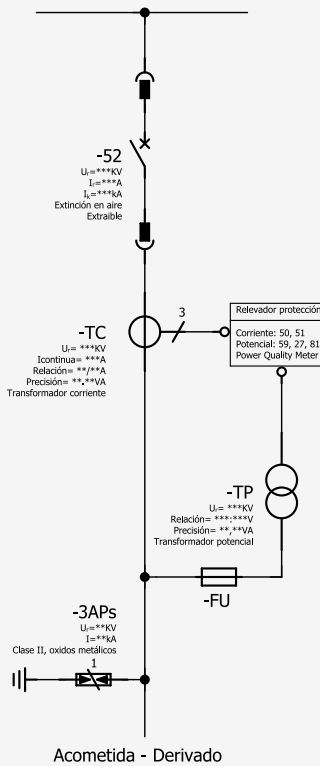 -52
Uᵣ=***KV
Iᵣ=***A
Iₖ=***kA
Extinción en aire
Extraible
3
-TC
Uᵣ= ***KV
Icontinua= ***A
Relación= **/**A
Precisión= **.**VA
Transformador corriente
Relevador protección
Corriente: 50, 51
Potencial: 59, 27, 81
Power Quality Meter
-TP
Uᵣ= ***KV
Relación= ***:***V
Precisión= **,**VA
Transformador potencial
-FU
-3APs
Uᵣ=**KV
I=**kA
Clase II, oxidos metálicos
1
Acometida - Derivado